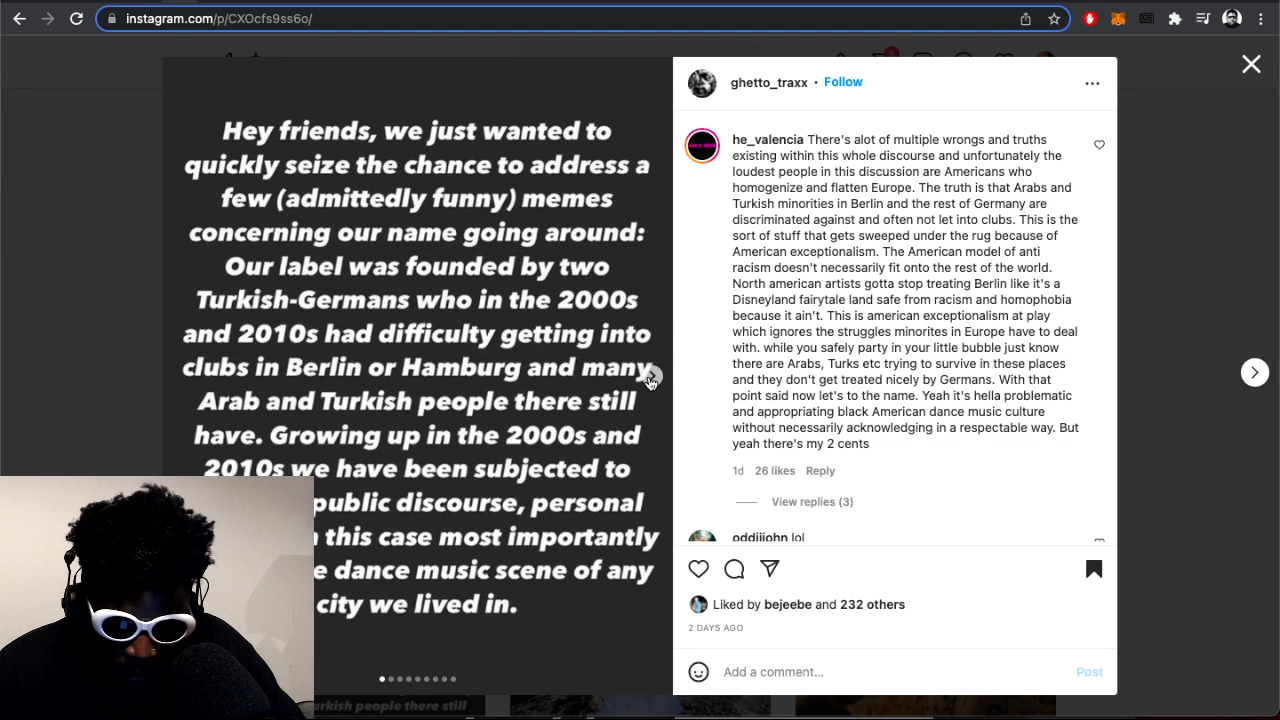 instagram.com/p/CXOcfs9ss6o/
Hey friends, we just wanted to
quickly seize the chance to address a
few (admittedly funny) memes
concerning our name going around:
Our label was founded by two
Turkish-Germans who in the 2000s
and 2010s had difficulty getting into
clubs in Berlin or Hamburg and many
Arab and Turkish people there still
have. Growing up in the 2000s and
2010s we have been subjected to
public discourse, personal
this case most importantly
dance music scene of any
city we lived in.
ghetto_traxx • Follow
he_valencia There's alot of multiple wrongs and truths
existing within this whole discourse and unfortunately the
loudest people in this discussion are Americans who
homogenize and flatten Europe. The truth is that Arabs and
Turkish minorities in Berlin and the rest of Germany are
discriminated against and often not let into clubs. This is the
sort of stuff that gets sweeped under the rug because of
American exceptionalism. The American model of anti
racism doesn't necessarily fit onto the rest of the world.
North american artists gotta stop treating Berlin like it's a
Disneyland fairytale land safe from racism and homophobia
because it ain't. This is american exceptionalism at play
which ignores the struggles minorities in Europe have to deal
with. while you safely party in your little bubble just know
there are Arabs, Turks etc trying to survive in these places
and they don't get treated nicely by Germans. With that
point said now let's to the name. Yeah it's hella problematic
and appropriating black American dance music culture
without necessarily acknowledging in a respectable way. But
yeah there's my 2 cents
1d 26 likes Reply
View replies (3)
oddiijohn lol
Liked by bejeebe and 232 others
2 DAYS AGO
Add a comment...
Post
urkish people there still